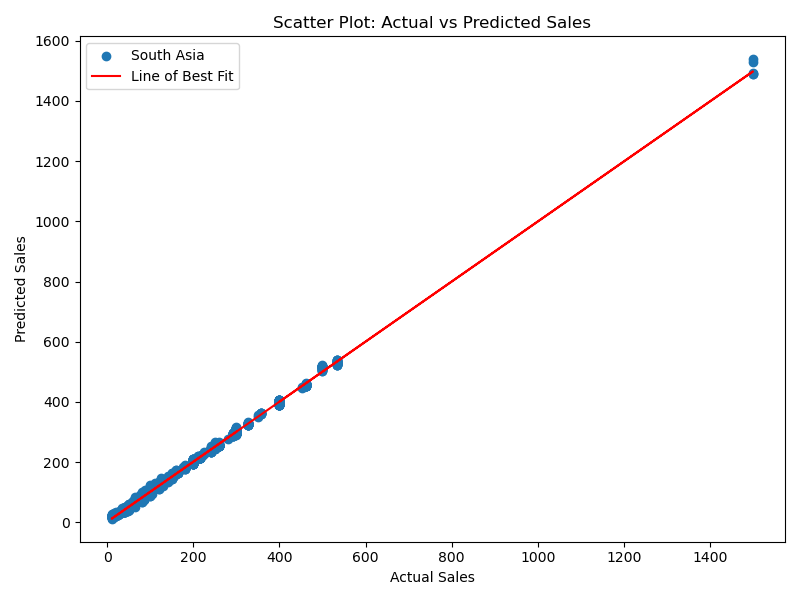 Scatter Plot: Actual vs Predicted Sales
South Asia
Line of Best Fit
1600
1400
1200
1000
800
600
400
200
0
Predicted Sales
0 200 400 600 800 1000 1200 1400
Actual Sales